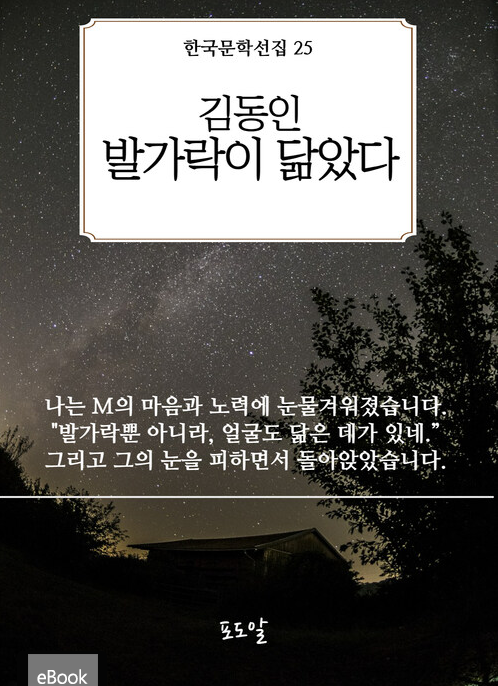 한국문학선집 25
김동인
발가락이 닮았다
나는 M의 마음과 노력에 눈물겨워졌습니다.
"발가락뿐 아니라, 얼굴도 닮은 데가 있네.”
그리고 그의 눈을 피하면서 돌아앉았습니다.
포도알
eBook